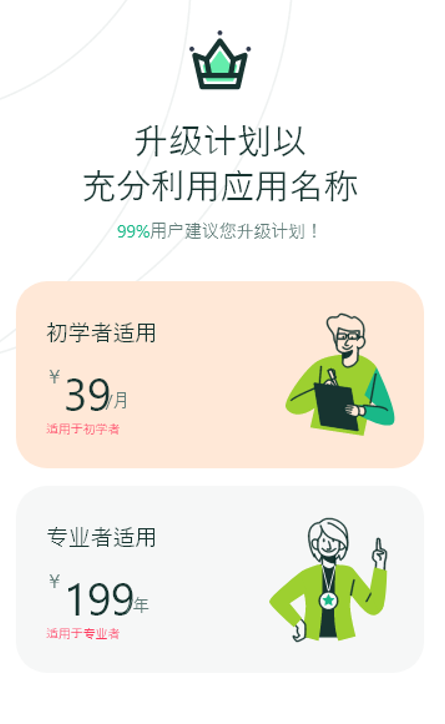 升级计划以
充分利用应用名称
99%用户建议您升级计划！
初学者适用
¥39/月
适用于初学者
专业者适用
¥199年
适用于专业者